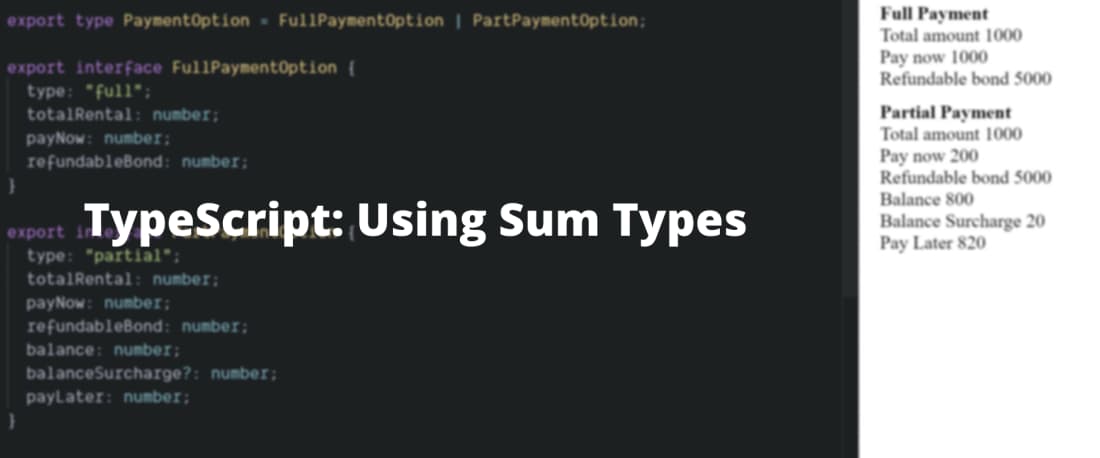 export type PaymentOption = FullPaymentOption | PartPaymentOption;
export interface FullPaymentOption {
type: "full";
totalRental: number;
payNow: number;
refundableBond: number;
}
TypeScript: Using Sum Types
export {
type: "partial";
totalRental: number;
payNow: number;
refundableBond: number;
balance: number;
balanceSurcharge?: number;
payLater: number;
}
Full Payment
Total amount 1000
Pay now 1000
Refundable bond 5000
Partial Payment
Total amount 1000
Pay now 200
Refundable bond 5000
Balance 800
Balance Surcharge 20
Pay Later 820